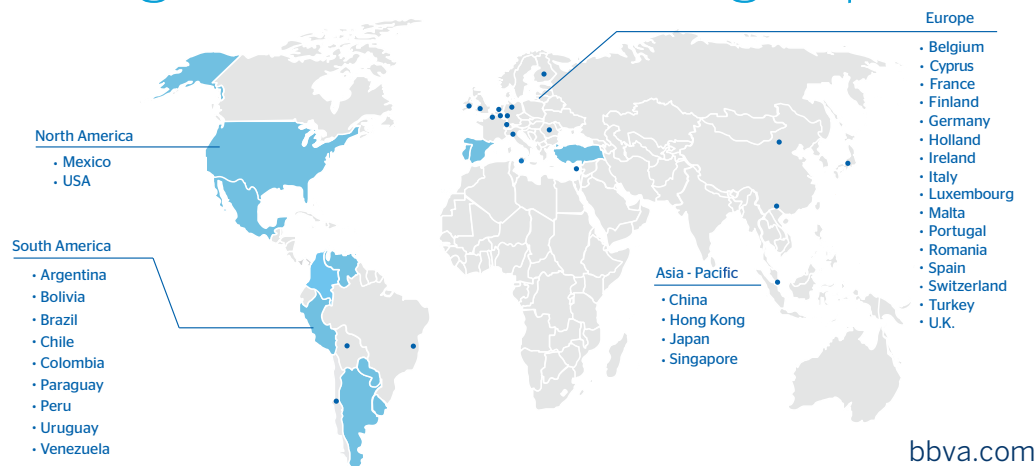 Europe
• Belgium
• Cyprus
• France
• Finland
• Germany
• Holland
• Ireland
• Italy
• Luxembourg
• Malta
• Portugal
• Romania
• Spain
• Switzerland
• Turkey
• U.K.
North America
• Mexico
• USA
South America
• Argentina
• Bolivia
• Brazil
• Chile
• Colombia
• Paraguay
• Peru
• Uruguay
• Venezuela
Asia - Pacific
• China
• Hong Kong
• Japan
• Singapore
bbva.com